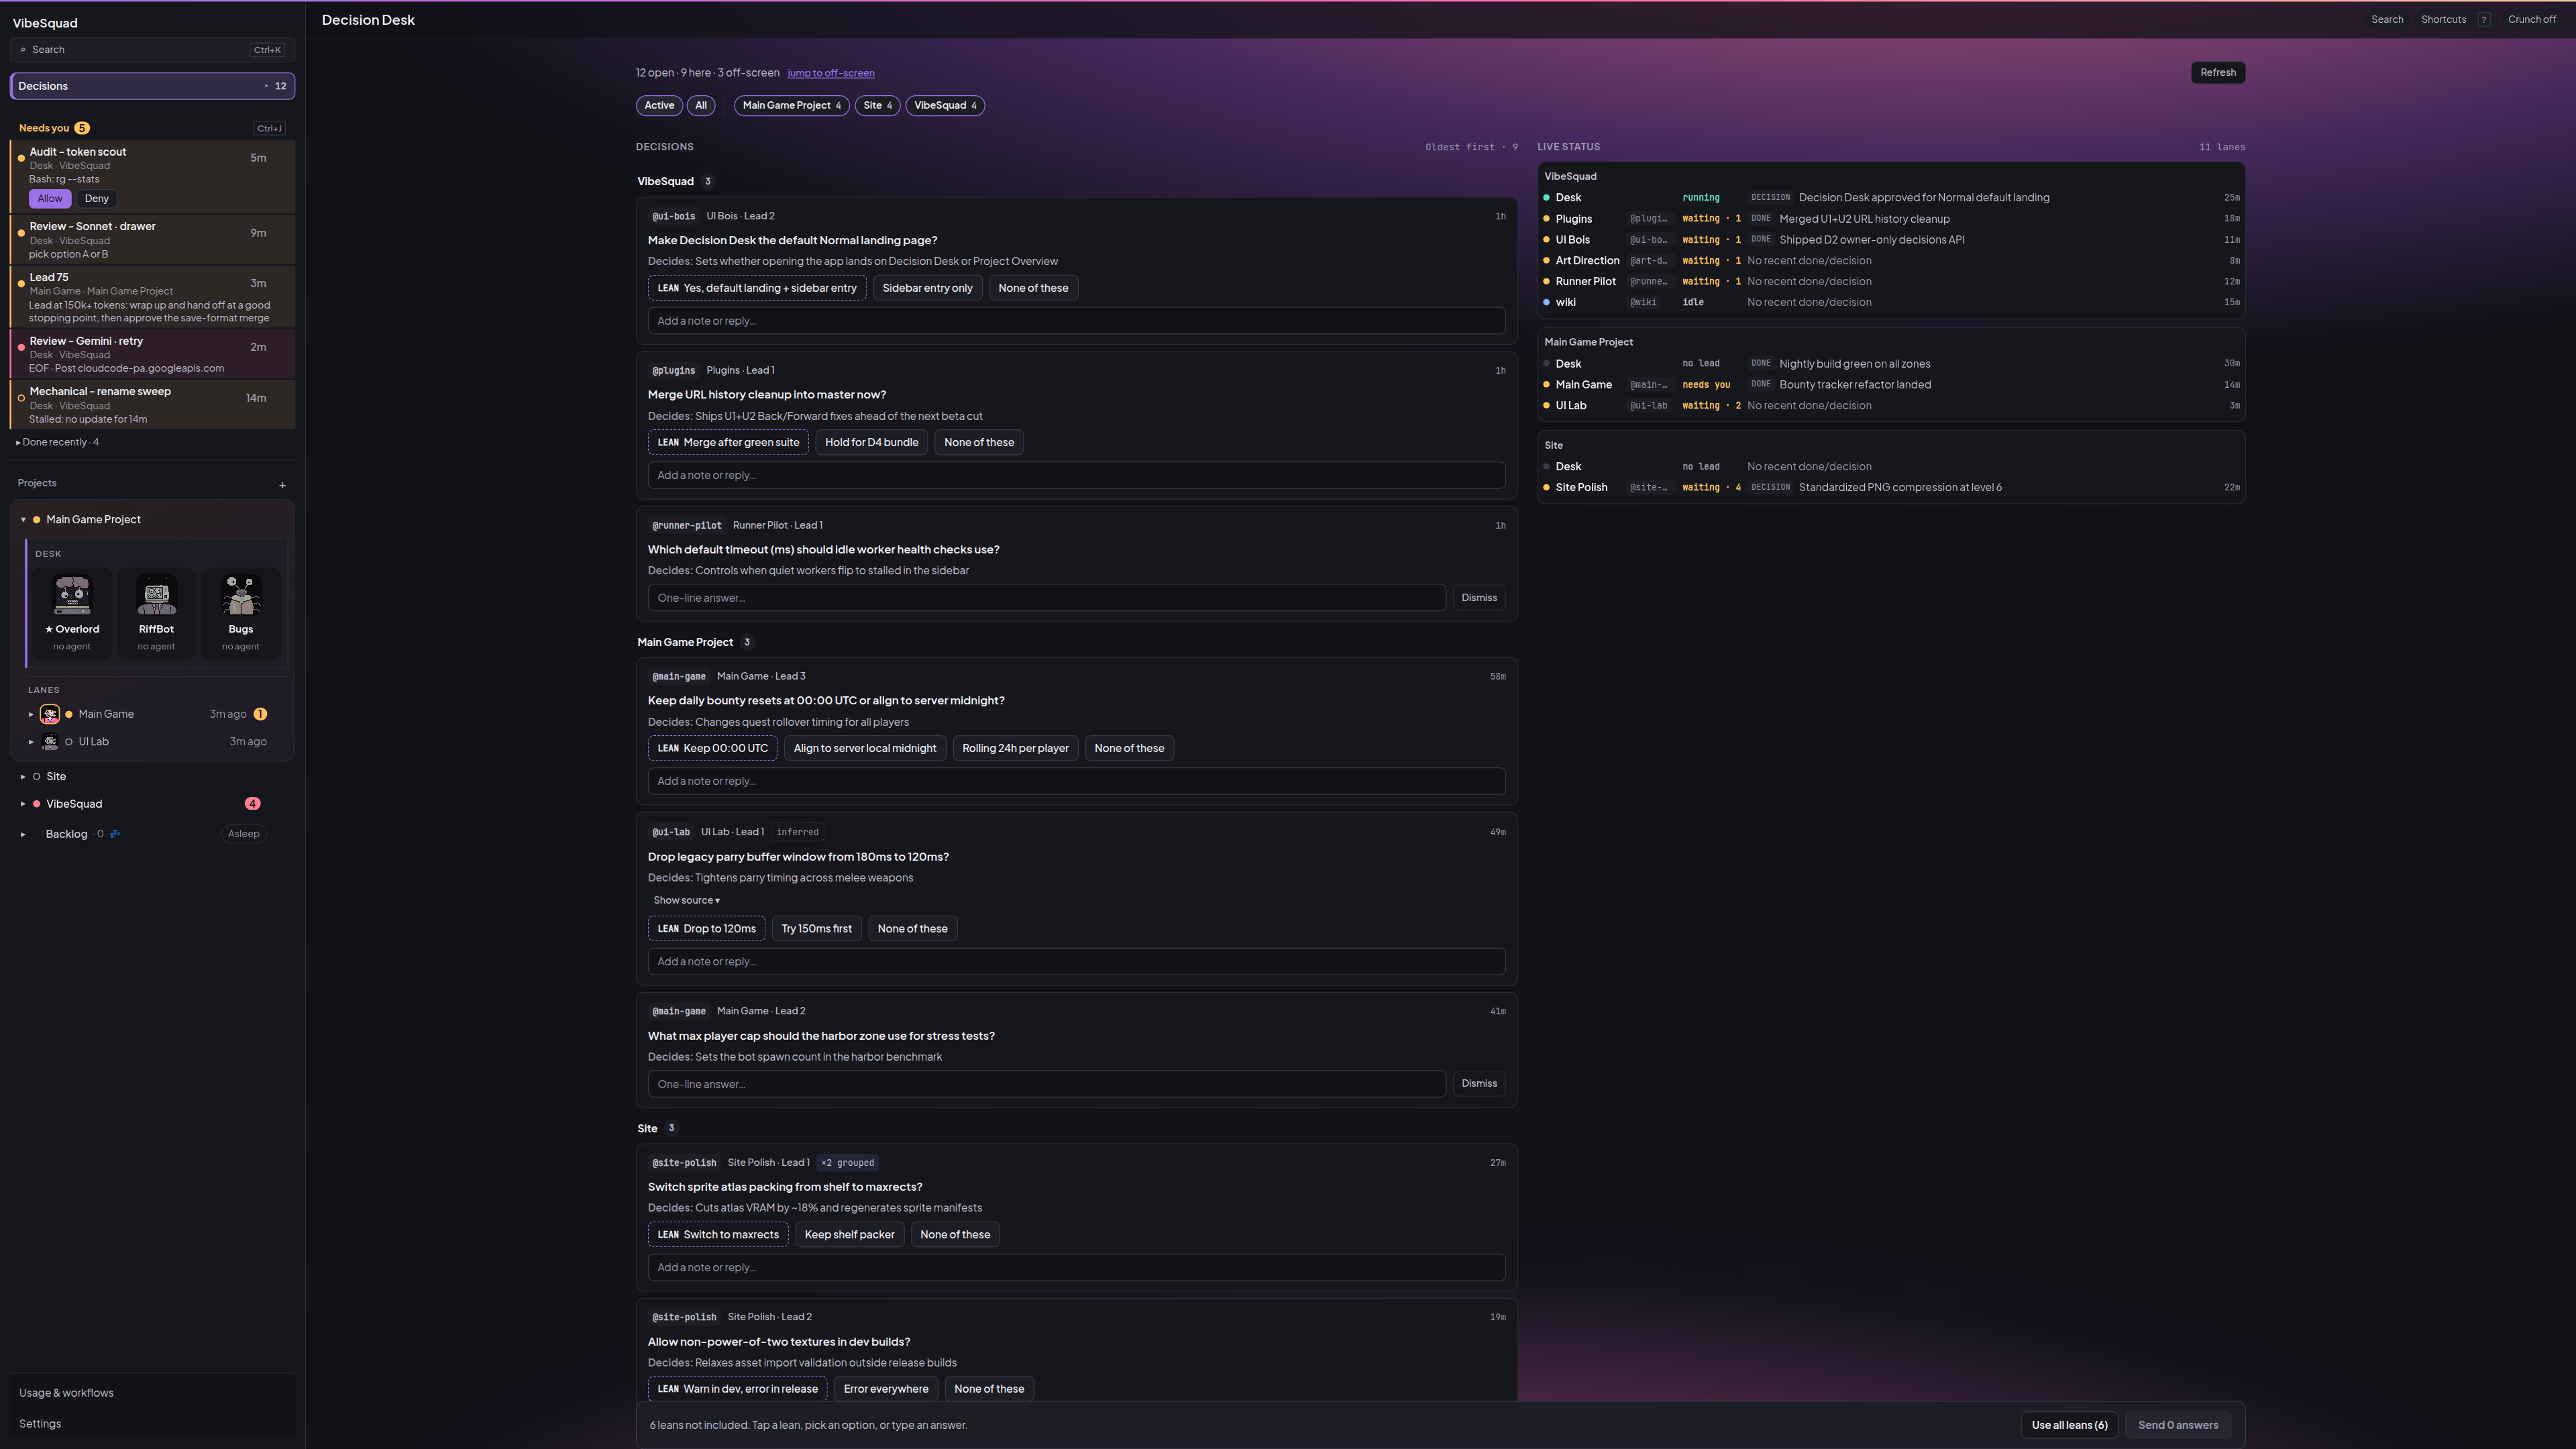 VibeSquad
Search Ctrl+K
Decisions · 12
Needs you 5 Ctrl+J
Audit – token scout 5m
Desk · VibeSquad
Bash: rg --stats
Allow Deny
Review – Sonnet · drawer 9m
Desk · VibeSquad
pick option A or B
Lead 75 3m
Main Game · Main Game Project
Lead at 150k+ tokens: wrap up and hand off at a good
stopping point, then approve the save-format merge
Review – Gemini · retry 2m
Desk · VibeSquad
EOF · Post cloudcode-pa.googleapis.com
Mechanical – rename sweep 14m
Desk · VibeSquad
Stalled: no update for 14m
▸ Done recently · 4
Projects +
▾ Main Game Project
DESK
★ Overlord RiffBot Bugs
no agent no agent no agent
LANES
▸ Main Game 3m ago 1
▸ UI Lab 3m ago
▸ Site
▸ VibeSquad 4
▸ Backlog · 0 💤 Asleep
Usage & workflows
Settings
Decision Desk
Search Shortcuts ? Crunch off
12 open · 9 here · 3 off-screen jump to off-screen
Refresh
Active All Main Game Project 4 Site 4 VibeSquad 4
DECISIONS Oldest first · 9
VibeSquad 3
@ui-bois UI Bois · Lead 2 1h
Make Decision Desk the default Normal landing page?
Decides: Sets whether opening the app lands on Decision Desk or Project Overview
LEAN Yes, default landing + sidebar entry Sidebar entry only None of these
Add a note or reply…
@plugins Plugins · Lead 1 1h
Merge URL history cleanup into master now?
Decides: Ships U1+U2 Back/Forward fixes ahead of the next beta cut
LEAN Merge after green suite Hold for D4 bundle None of these
Add a note or reply…
@runner-pilot Runner Pilot · Lead 1 1h
Which default timeout (ms) should idle worker health checks use?
Decides: Controls when quiet workers flip to stalled in the sidebar
One-line answer… Dismiss
Main Game Project 3
@main-game Main Game · Lead 3 58m
Keep daily bounty resets at 00:00 UTC or align to server midnight?
Decides: Changes quest rollover timing for all players
LEAN Keep 00:00 UTC Align to server local midnight Rolling 24h per player None of these
Add a note or reply…
@ui-lab UI Lab · Lead 1 inferred 49m
Drop legacy parry buffer window from 180ms to 120ms?
Decides: Tightens parry timing across melee weapons
Show source ▾
LEAN Drop to 120ms Try 150ms first None of these
Add a note or reply…
@main-game Main Game · Lead 2 41m
What max player cap should the harbor zone use for stress tests?
Decides: Sets the bot spawn count in the harbor benchmark
One-line answer… Dismiss
Site 3
@site-polish Site Polish · Lead 1 ×2 grouped 27m
Switch sprite atlas packing from shelf to maxrects?
Decides: Cuts atlas VRAM by ~18% and regenerates sprite manifests
LEAN Switch to maxrects Keep shelf packer None of these
Add a note or reply…
@site-polish Site Polish · Lead 2 19m
Allow non-power-of-two textures in dev builds?
Decides: Relaxes asset import validation outside release builds
LEAN Warn in dev, error in release Error everywhere None of these
6 leans not included. Tap a lean, pick an option, or type an answer.
Use all leans (6) Send 0 answers
LIVE STATUS 11 lanes
VibeSquad
Desk running DECISION Decision Desk approved for Normal default landing 25m
Plugins @plugi… waiting · 1 DONE Merged U1+U2 URL history cleanup 18m
UI Bois @ui-bo… waiting · 1 DONE Shipped D2 owner-only decisions API 11m
Art Direction @art-d… waiting · 1 No recent done/decision 8m
Runner Pilot @runne… waiting · 1 No recent done/decision 12m
wiki @wiki idle No recent done/decision 15m
Main Game Project
Desk no lead DONE Nightly build green on all zones 30m
Main Game @main-… needs you DONE Bounty tracker refactor landed 14m
UI Lab @ui-lab waiting · 2 No recent done/decision 3m
Site
Desk no lead No recent done/decision
Site Polish @site-… waiting · 4 DECISION Standardized PNG compression at level 6 22m